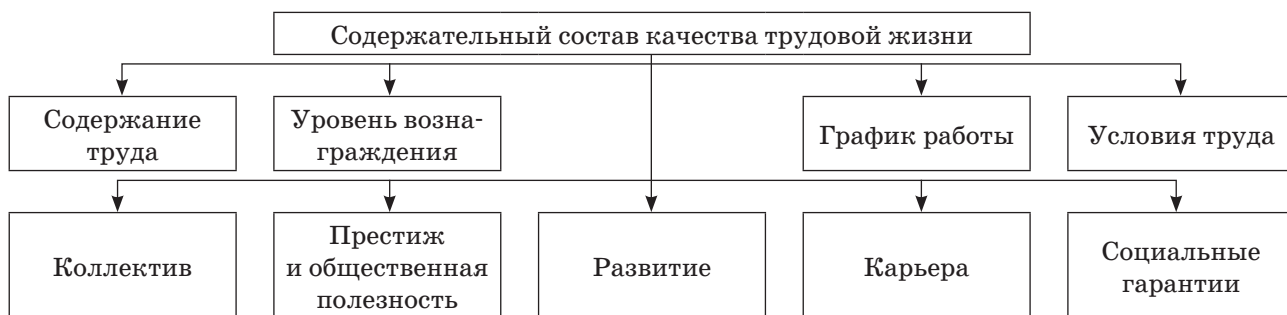 Содержательный состав качества трудовой жизни
Содержание
труда
Уровень возна-
граждения
График работы
Условия труда
Коллектив
Престиж
и общественная
полезность
Развитие
Карьера
Социальные
гарантии